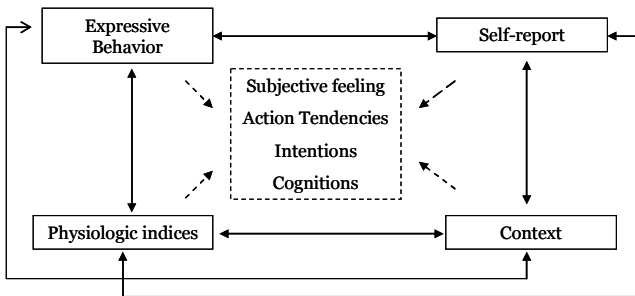 Expressive
Behavior
Self-report
Subjective feeling
Action Tendencies
Intentions
Cognitions
Physiologic indices
Context